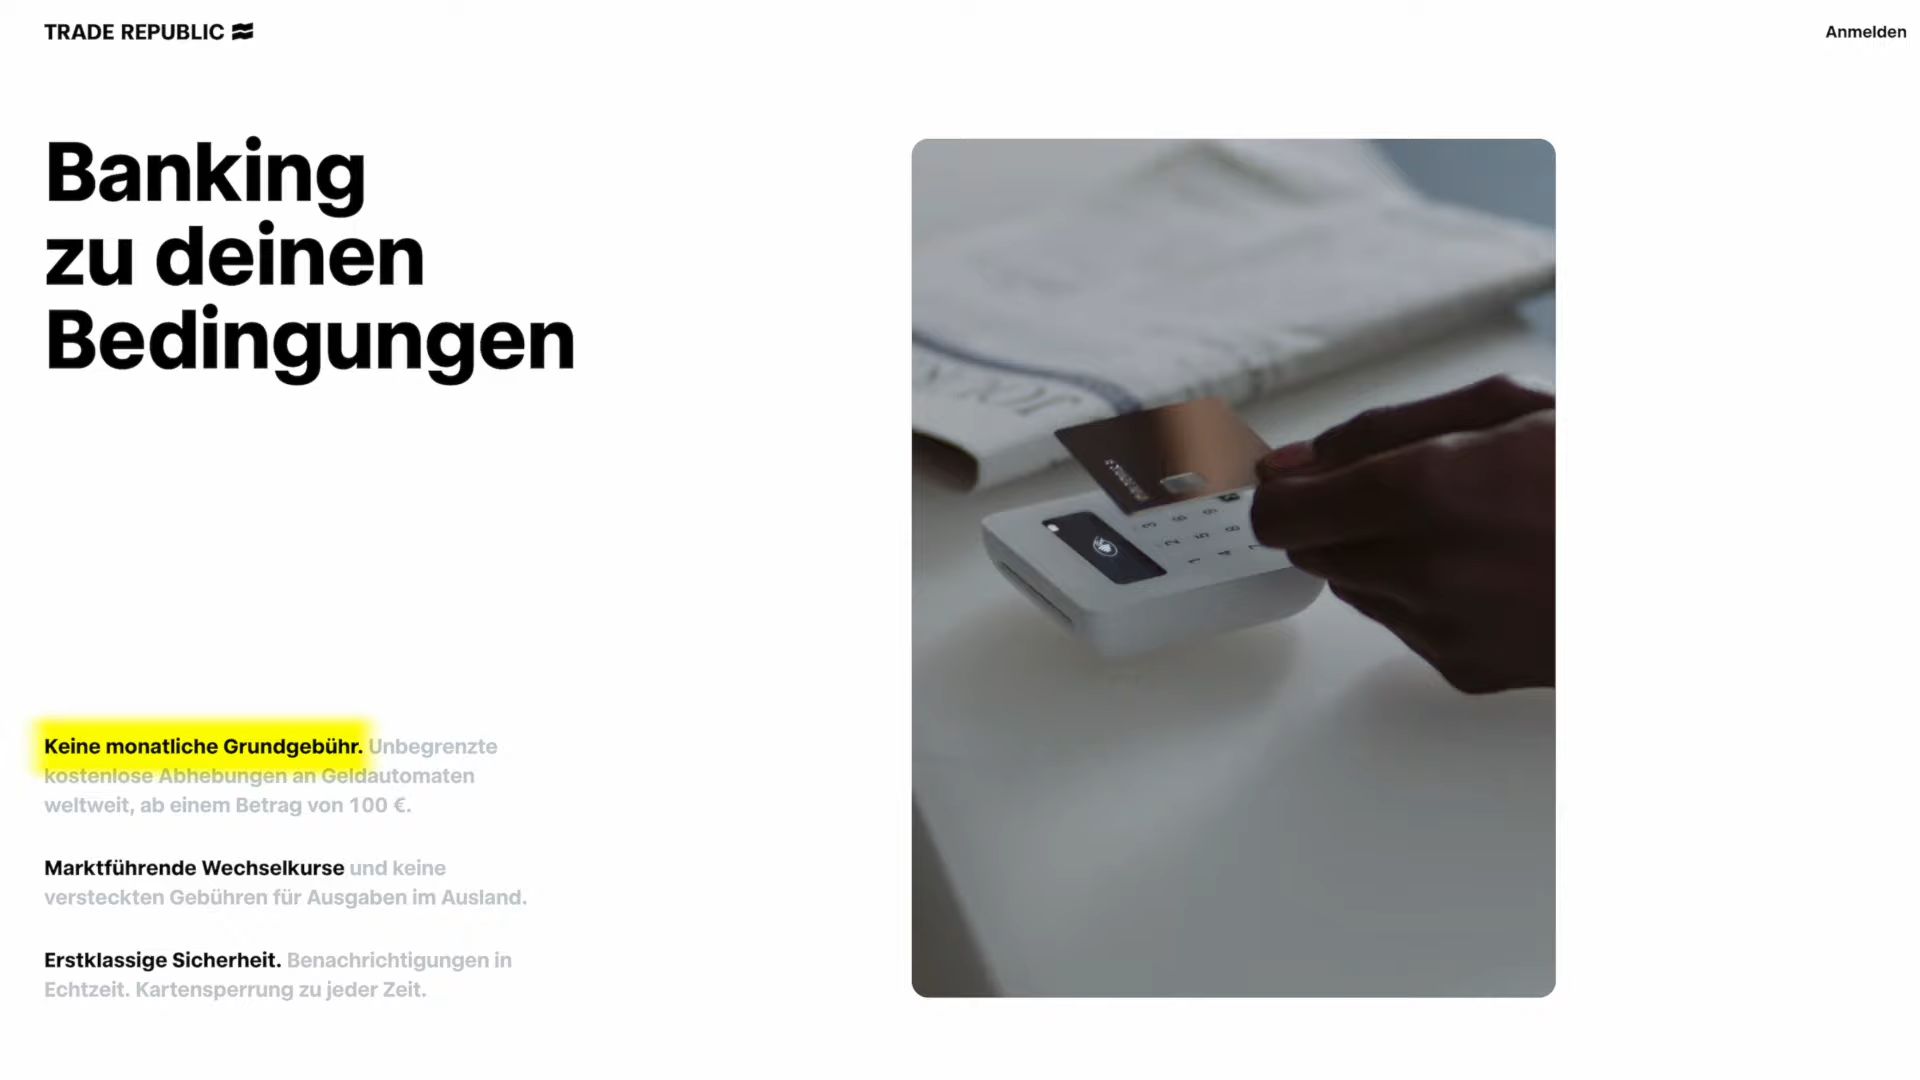 TRADE REPUBLIC
Anmelden
Banking
zu deinen
Bedingungen
Keine monatliche Grundgebühr. Unbegrenzte
kostenlose Abhebungen an Geldautomaten
weltweit, ab einem Betrag von 100 €.
Marktführende Wechselkurse und keine
versteckten Gebühren für Ausgaben im Ausland.
Erstklassige Sicherheit. Benachrichtigungen in
Echtzeit. Kartensperrung zu jeder Zeit.